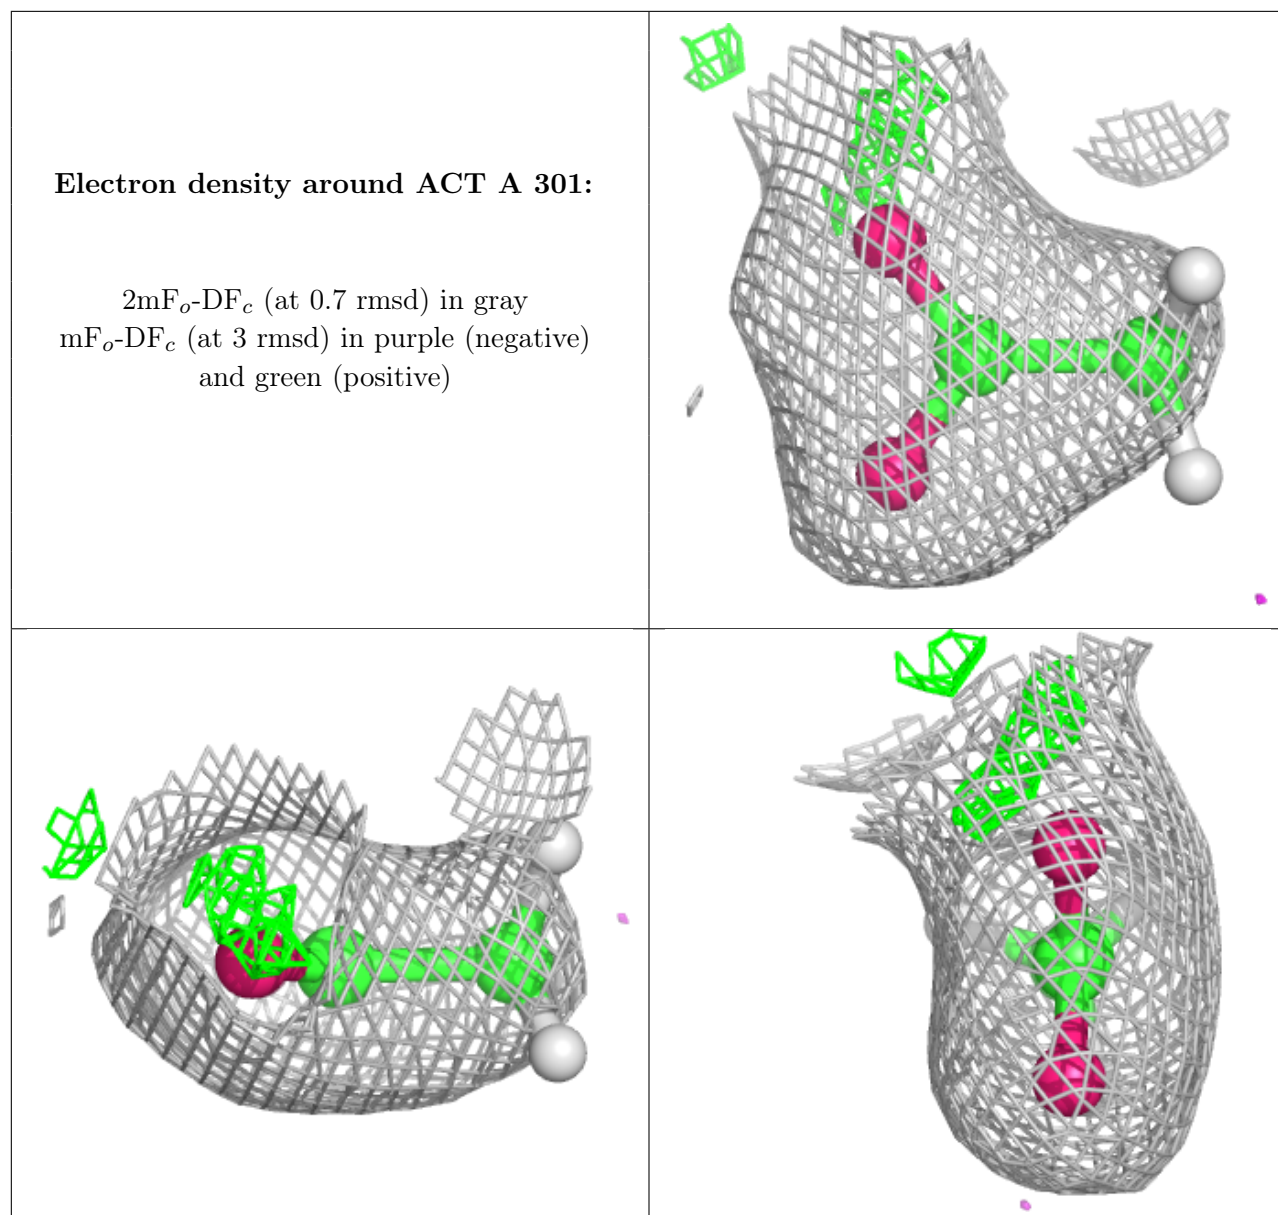 Electron density around ACT A 301:
2mFo-DFc (at 0.7 rmsd) in gray
mFo-DFc (at 3 rmsd) in purple (negative)
and green (positive)